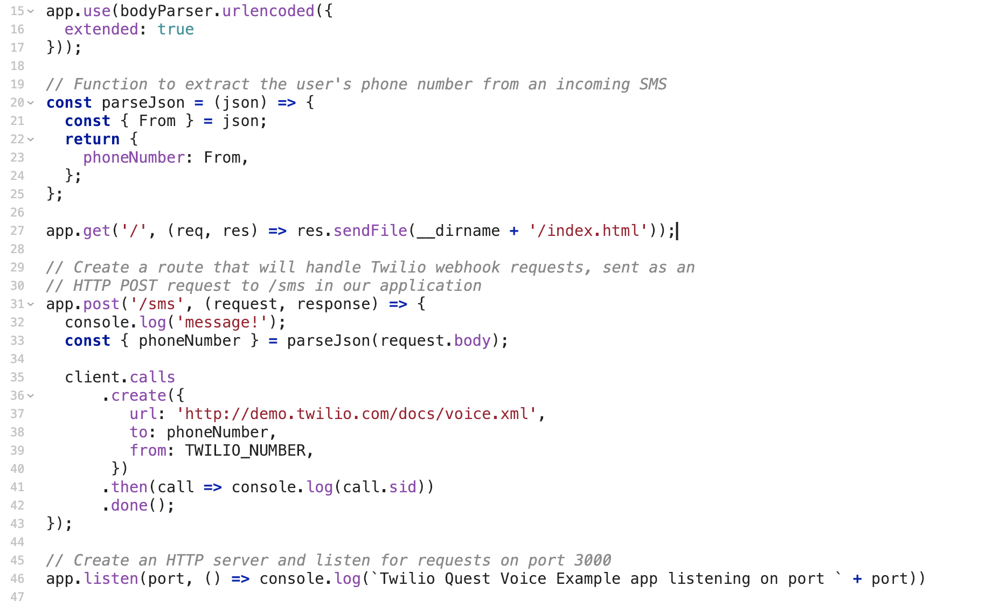 15 app.use(bodyParser.urlencoded({
16   extended: true
17 }));
18
19 // Function to extract the user's phone number from an incoming SMS
20 const parseJson = (json) => {
21   const { From } = json;
22   return {
23     phoneNumber: From,
24   };
25 };
26
27 app.get('/', (req, res) => res.sendFile(__dirname + '/index.html'));
28
29 // Create a route that will handle Twilio webhook requests, sent as an
30 // HTTP POST request to /sms in our application
31 app.post('/sms', (request, response) => {
32   console.log('message!');
33   const { phoneNumber } = parseJson(request.body);
34
35   client.calls
36       .create({
37          url: 'http://demo.twilio.com/docs/voice.xml',
38          to: phoneNumber,
39          from: TWILIO_NUMBER,
40        })
41       .then(call => console.log(call.sid))
42       .done();
43 });
44
45 // Create an HTTP server and listen for requests on port 3000
46 app.listen(port, () => console.log(`Twilio Quest Voice Example app listening on port ` + port))
47